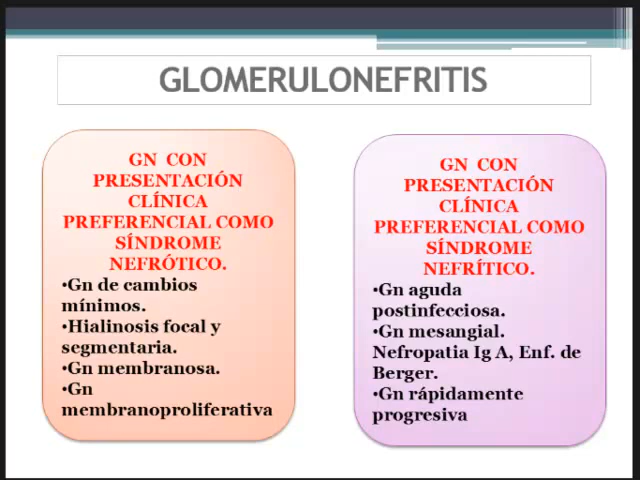 GLOMERULONEFRITIS
GN CON
PRESENTACIÓN
CLÍNICA
PREFERENCIAL COMO
SÍNDROME
NEFRÓTICO.
•Gn de cambios
mínimos.
•Hialinosis focal y
segmentaria.
•Gn membranosa.
•Gn
membranoproliferativa
GN CON
PRESENTACIÓN
CLÍNICA
PREFERENCIAL COMO
SÍNDROME
NEFRÍTICO.
•Gn aguda
postinfecciosa.
•Gn mesangial.
Nefropatia Ig A, Enf. de
Berger.
•Gn rápidamente
progresiva